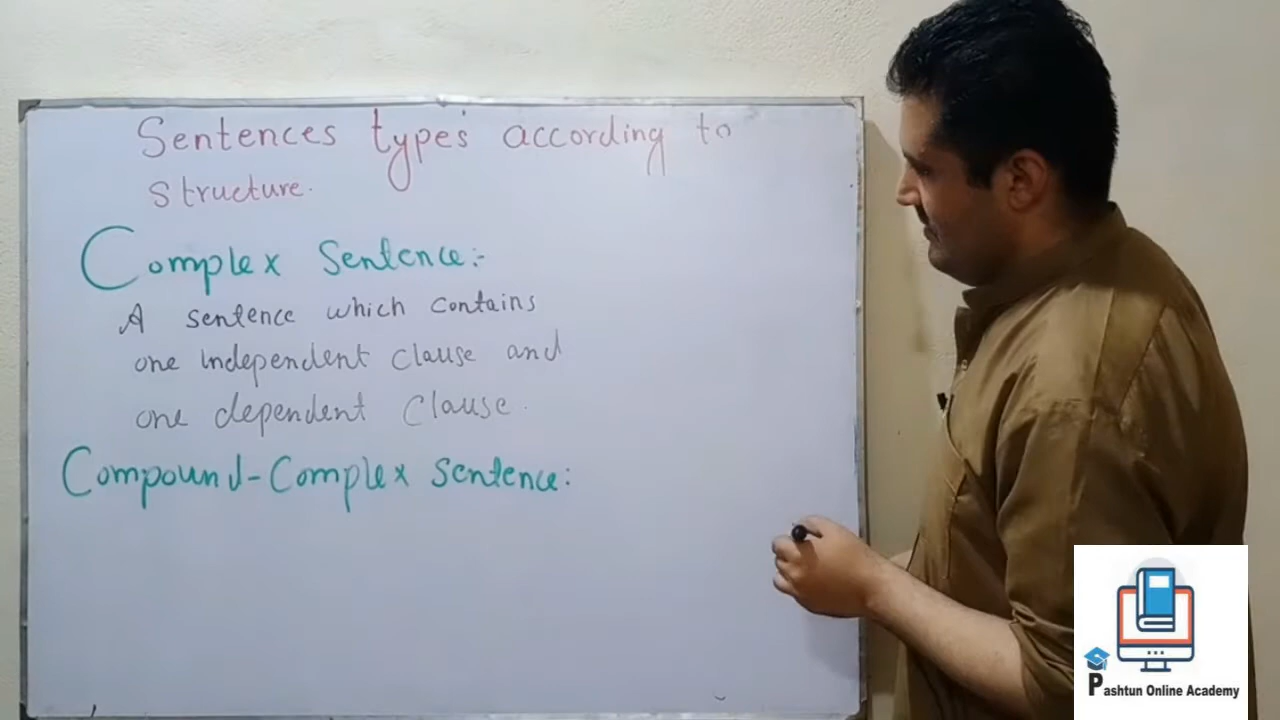 Sentences types according to
structure.
Complex Sentence:-
A sentence which contains
one independent clause and
one dependent Clause.
Compound-Complex sentence:
Pashtun Online Academy